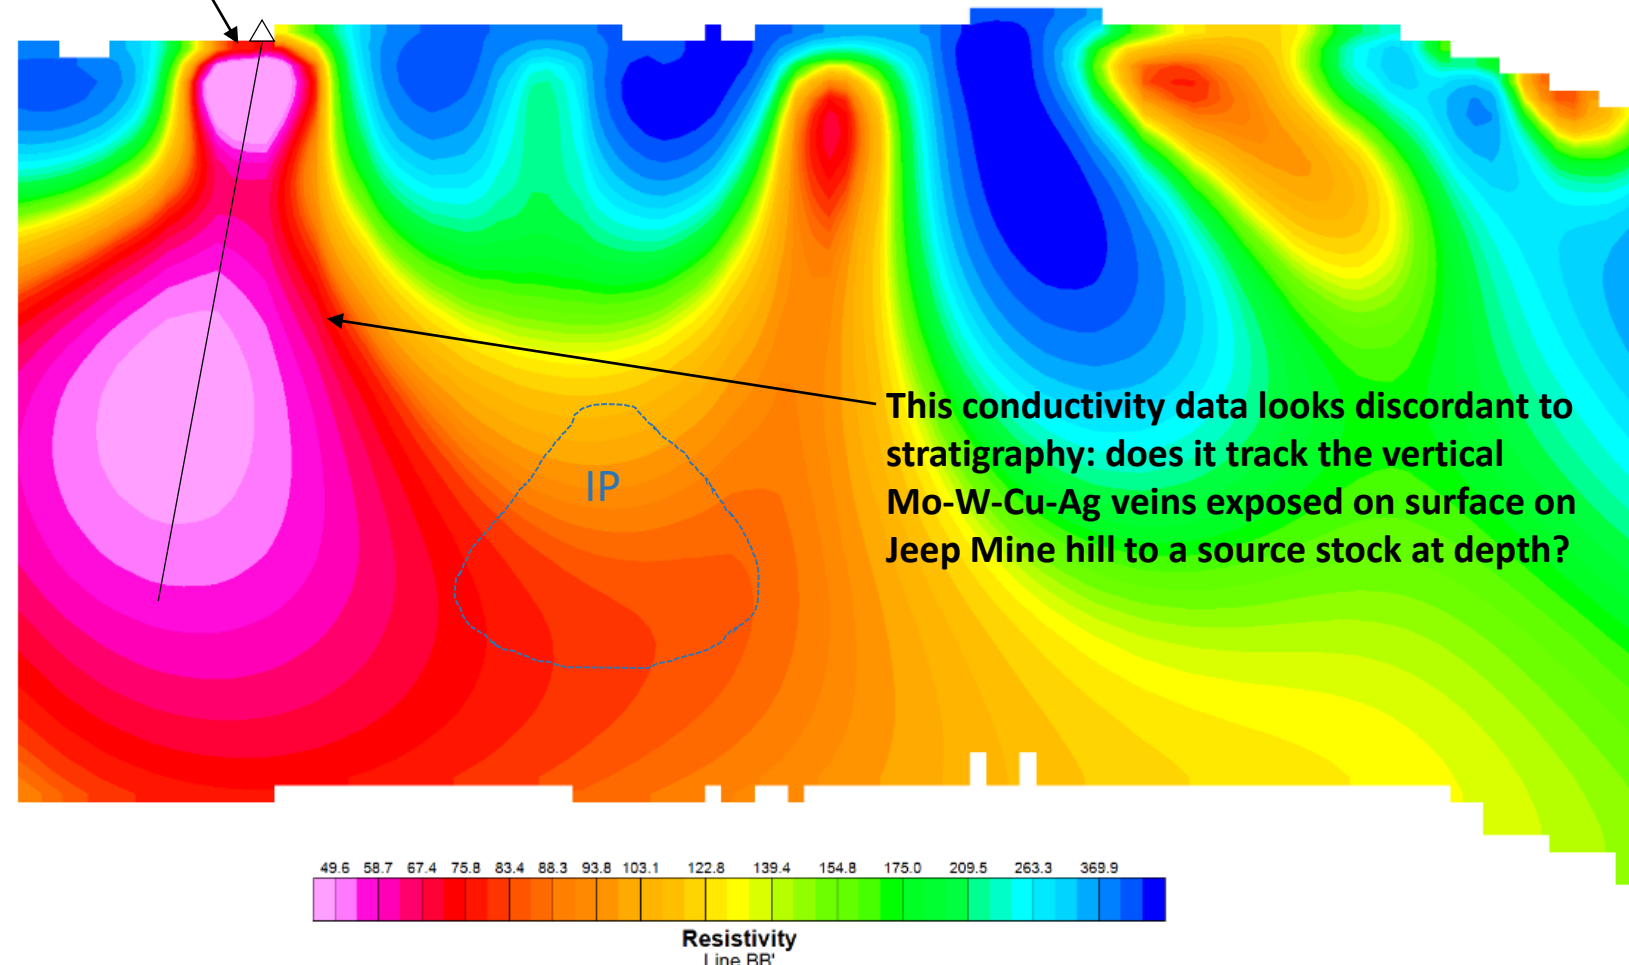 IP
This conductivity data looks discordant to
stratigraphy: does it track the vertical
Mo-W-Cu-Ag veins exposed on surface on
Jeep Mine hill to a source stock at depth?
49.6 58.7 67.4 75.8 83.4 88.3 93.8 103.1 122.8 139.4 154.8 175.0 209.5 263.3 369.9
Resistivity
Line BB'